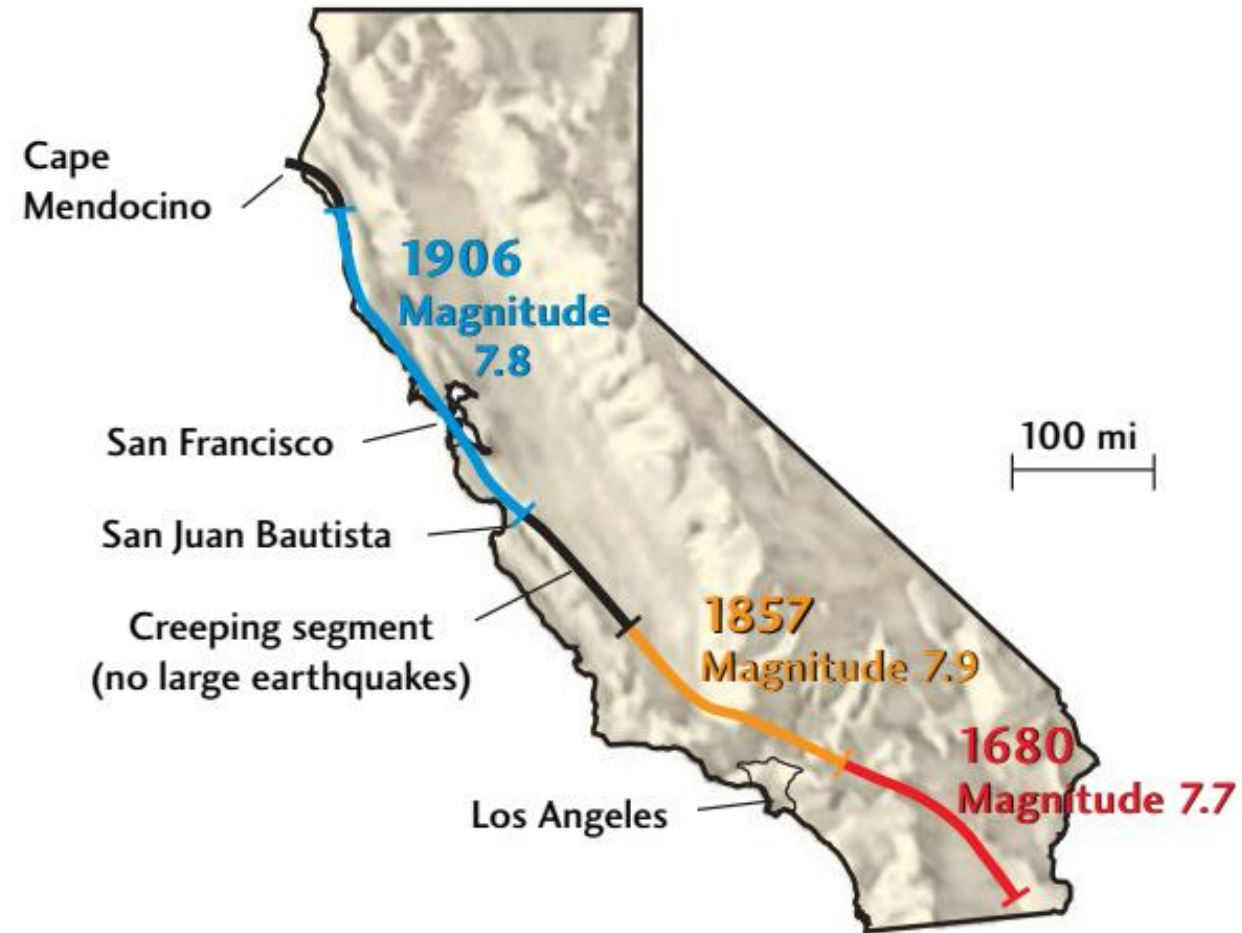 Cape
Mendocino
1906
Magnitude
7.8
San Francisco
100 mi
San Juan Bautista
Creeping segment
(no large earthquakes)
1857
Magnitude 7.9
1680
Magnitude 7.7
Los Angeles